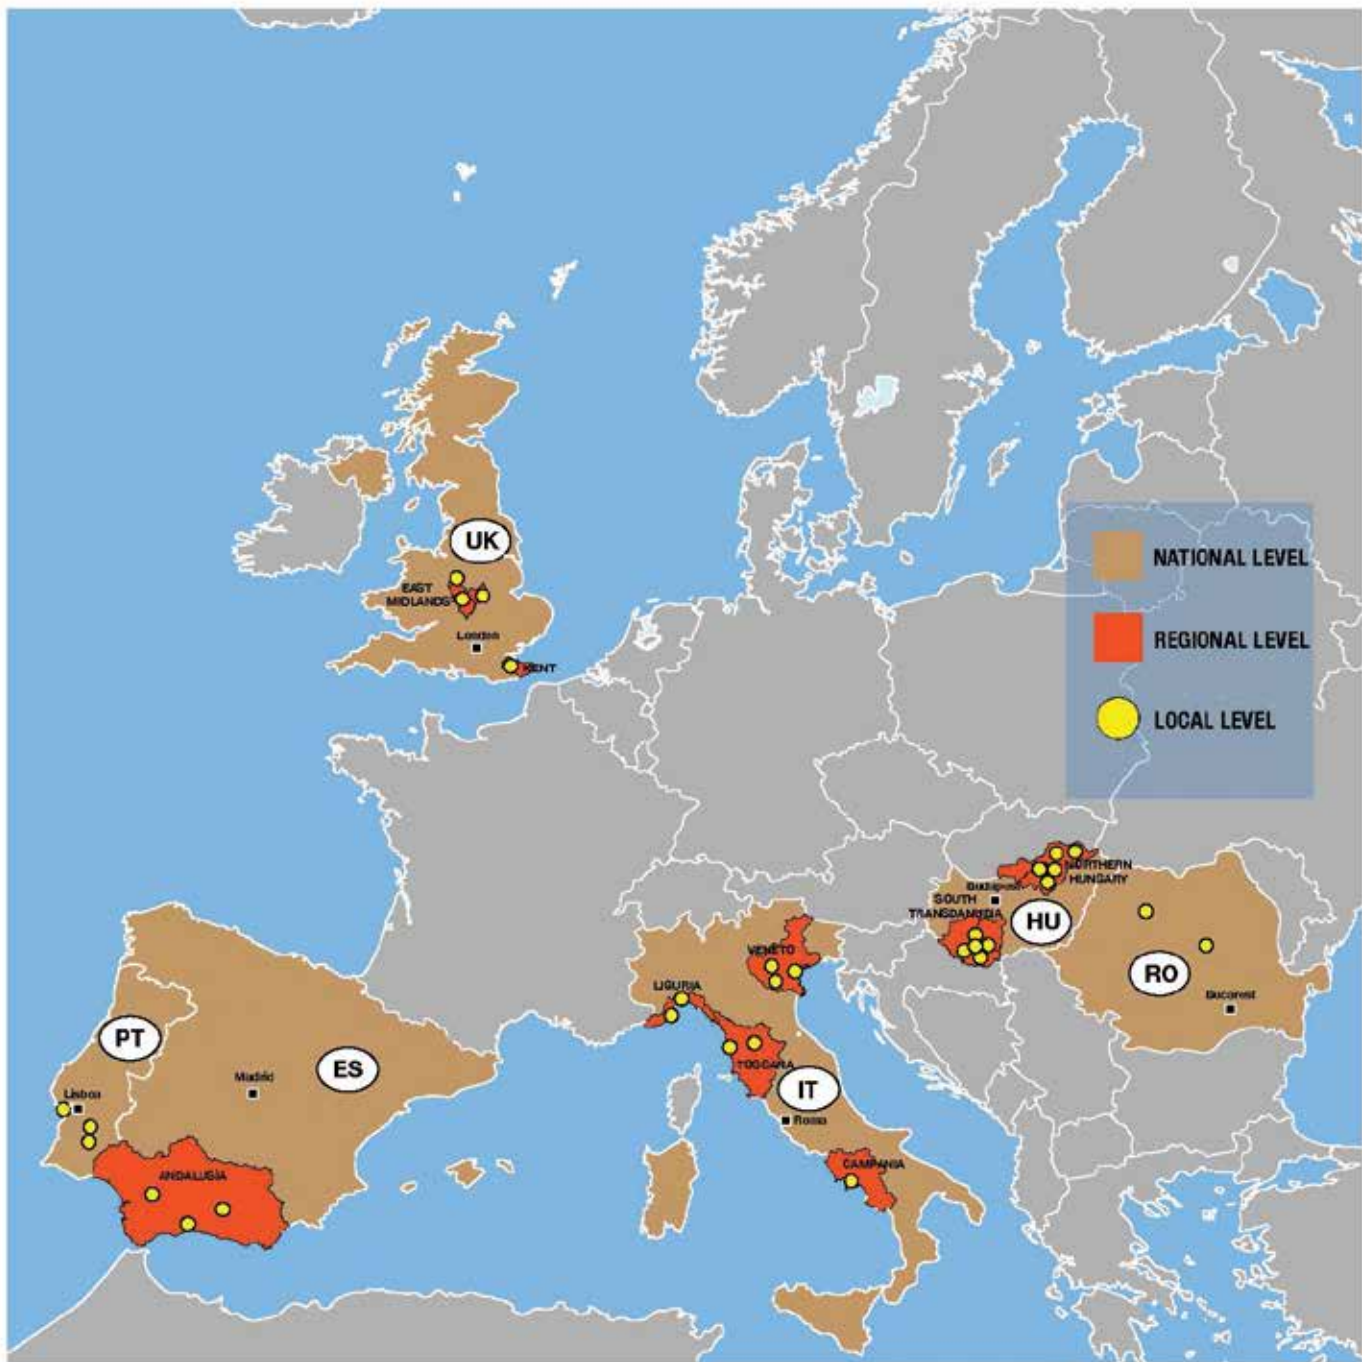 UK
EAST
MIDLANDS
London
KENT
NATIONAL LEVEL
REGIONAL LEVEL
LOCAL LEVEL
NORTHERN
HUNGARY
Budapest
SOUTH
TRANSDANUBIA
HU
VENETO
RO
LIGURIA
Bucarest
PT
ES
TOSCANA
IT
Madrid
Lisboa
Roma
CAMPANIA
ANDALUSIA